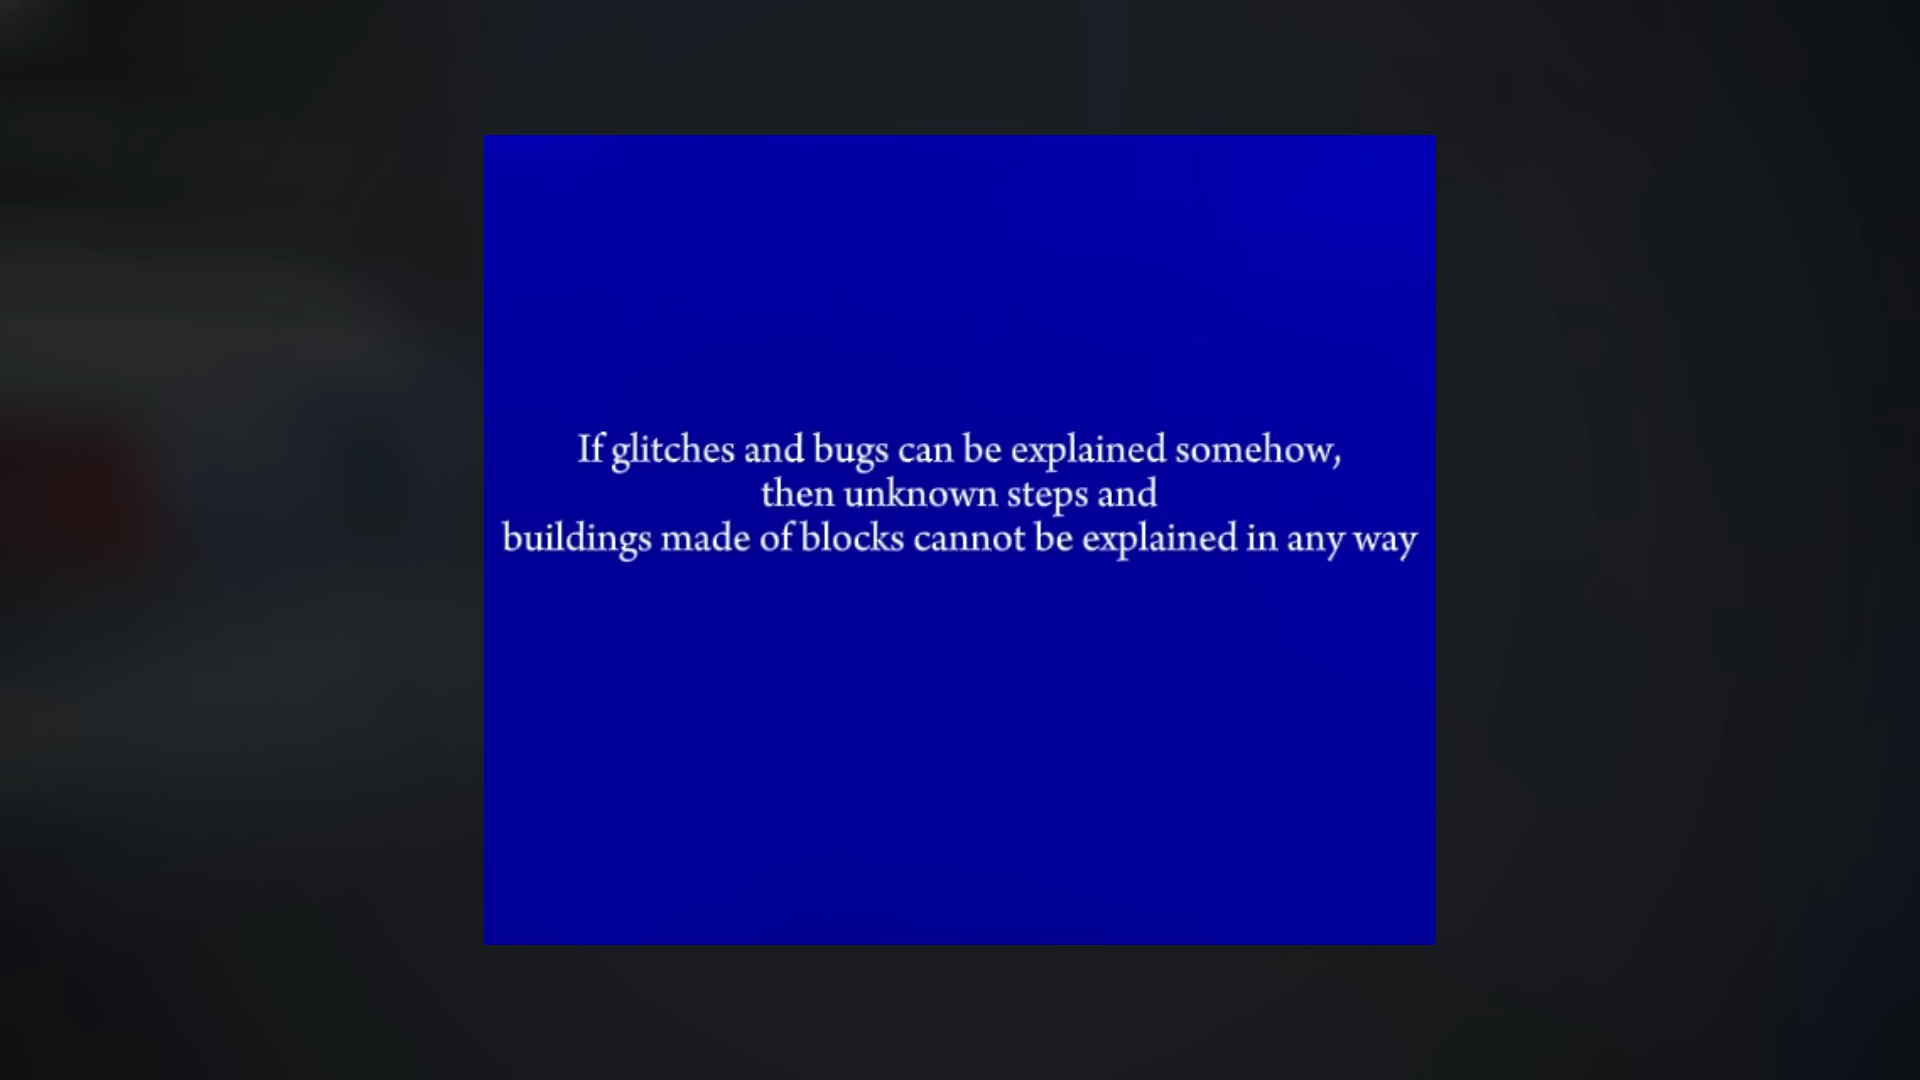 If glitches and bugs can be explained somehow,
then unknown steps and
buildings made of blocks cannot be explained in any way